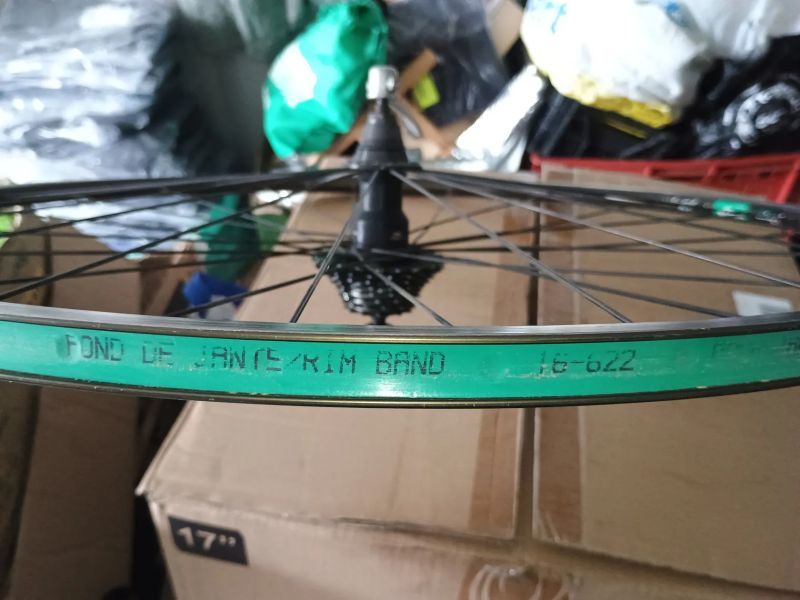 FOND DE JANTE/RIM BAND 16-622
17"